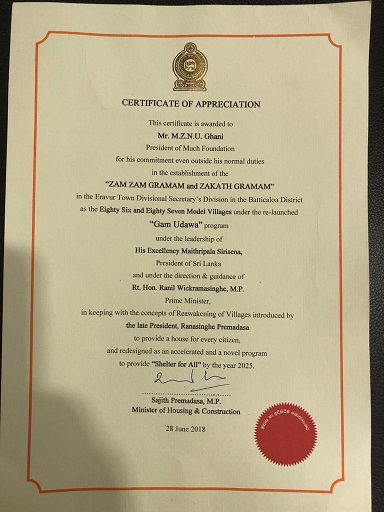 CERTIFICATE OF APPRECIATION
This certificate is awarded to
Mr. M.Z.N.U. Ghani
President of Much Foundation
for his commitment even outside his normal duties
in the establishment of the
"ZAM ZAM GRAMAM and ZAKATH GRAMAM"
in the Eravur Town Divisional Secretary's Division in the Batticaloa District
as the Eighty Six and Eighty Seven Model Villages under the re-launched
"Gam Udawa" program
under the leadership of
His Excellency Maithripala Sirisena,
President of Sri Lanka
and under the direction & guidance of
Rt. Hon. Ranil Wickramasinghe, M.P.
Prime Minister,
in keeping with the concepts of Reawakening of Villages introduced by
the late President, Ranasinghe Premadasa
to provide a house for every citizen,
and redesigned as an accelerated and a novel program
to provide "Shelter for All" by the year 2025.
Sajith Premadasa, M.P.
Minister of Housing & Construction
28 June 2018